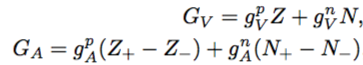 G_V = g_V^p Z + g_V^n N,
G_A = g_A^p (Z_+ − Z_−) + g_A^n (N_+ − N_−)